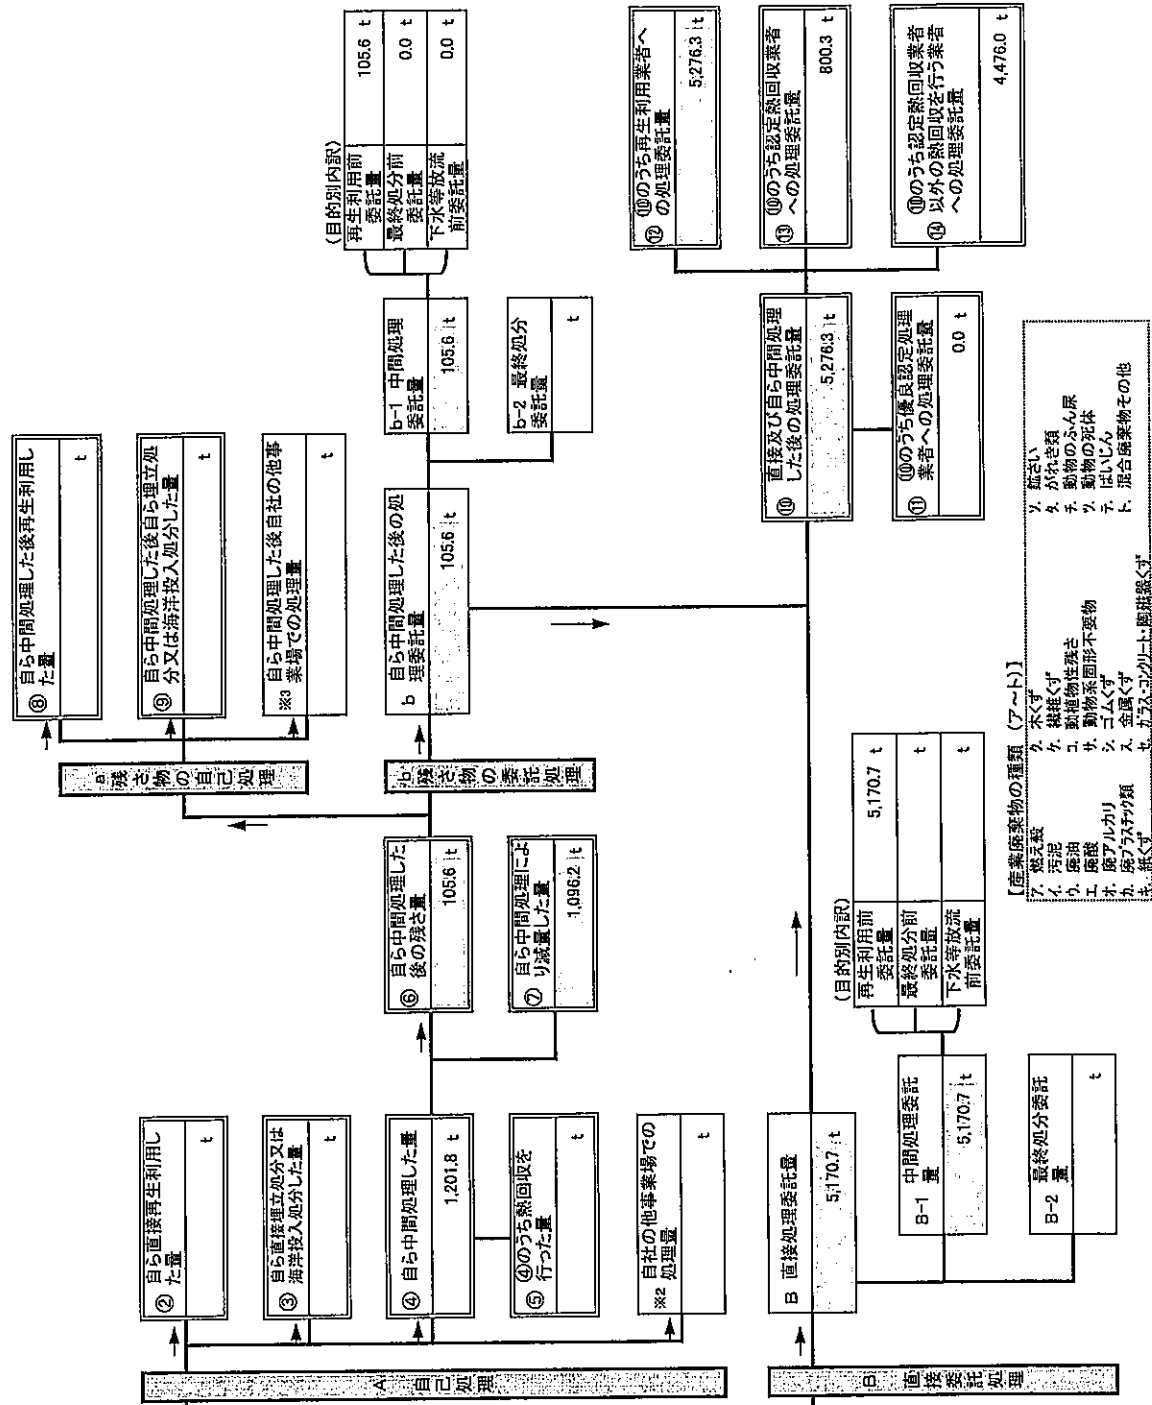 A 自己処理
② 自ら直接再生利用し
た量
t
③ 自ら直接埋立処分又は
海洋投入処分した量
t
④ 自ら中間処理した量
1,201.8 t
⑤ ④のうち熱回収を
行った量
t
※2 自社の他事業場での
処理量
t
⑥ 自ら中間処理した
後の残さ量
105.6 t
⑦ 自ら中間処理によ
り減量した量
1,096.2 t
a 残さ物の自己処理
⑧ 自ら中間処理した後再生利用し
た量
t
⑨ 自ら中間処理した後自ら埋立処
分又は海洋投入処分した量
t
※3 自ら中間処理した後自社の他事
業場での処理量
t
b 残さ物の委託処理
b 自ら中間処理した後の処
理委託量
105.6 t
b-1 中間処理
委託量
105.6 t
b-2 最終処分
委託量
t
(目的別内訳)
再生利用前
委託量
105.6 t
最終処分前
委託量
0.0 t
下水等放流
前委託量
0.0 t
B 直接委託処理
B 直接処理委託量
5,170.7 t
B-1 中間処理委託
量
5,170.7 t
B-2 最終処分委託
量
t
(目的別内訳)
再生利用前
委託量
5,170.7 t
最終処分前
委託量
t
下水等放流
前委託量
t
⑩ 直接及び自ら中間処理
した後の処理委託量
5,276.3 t
⑪ ⑩のうち優良認定処理
業者への処理委託量
0.0 t
⑫ ⑩のうち再生利用業者へ
の処理委託量
5,276.3 t
⑬ ⑩のうち認定熱回収業者
への処理委託量
800.3 t
⑭ ⑩のうち認定熱回収業者
以外の熱回収を行う業者
への処理委託量
4,476.0 t
【産業廃棄物の種類 (ア～ト)】
ア. 燃え殻
イ. 汚泥
ウ. 廃油
エ. 廃酸
オ. 廃アルカリ
カ. 廃プラスチック類
キ. 紙くず
ク. 木くず
ケ. 繊維くず
コ. 動植物性残さ
サ. 動物系固形不要物
シ. ゴムくず
ス. 金属くず
セ. ガラス・コンクリート・陶磁器くず
ソ. 鉱さい
タ. がれき類
チ. 動物のふん尿
ツ. 動物の死体
テ. ばいじん
ト. 混合廃棄物その他